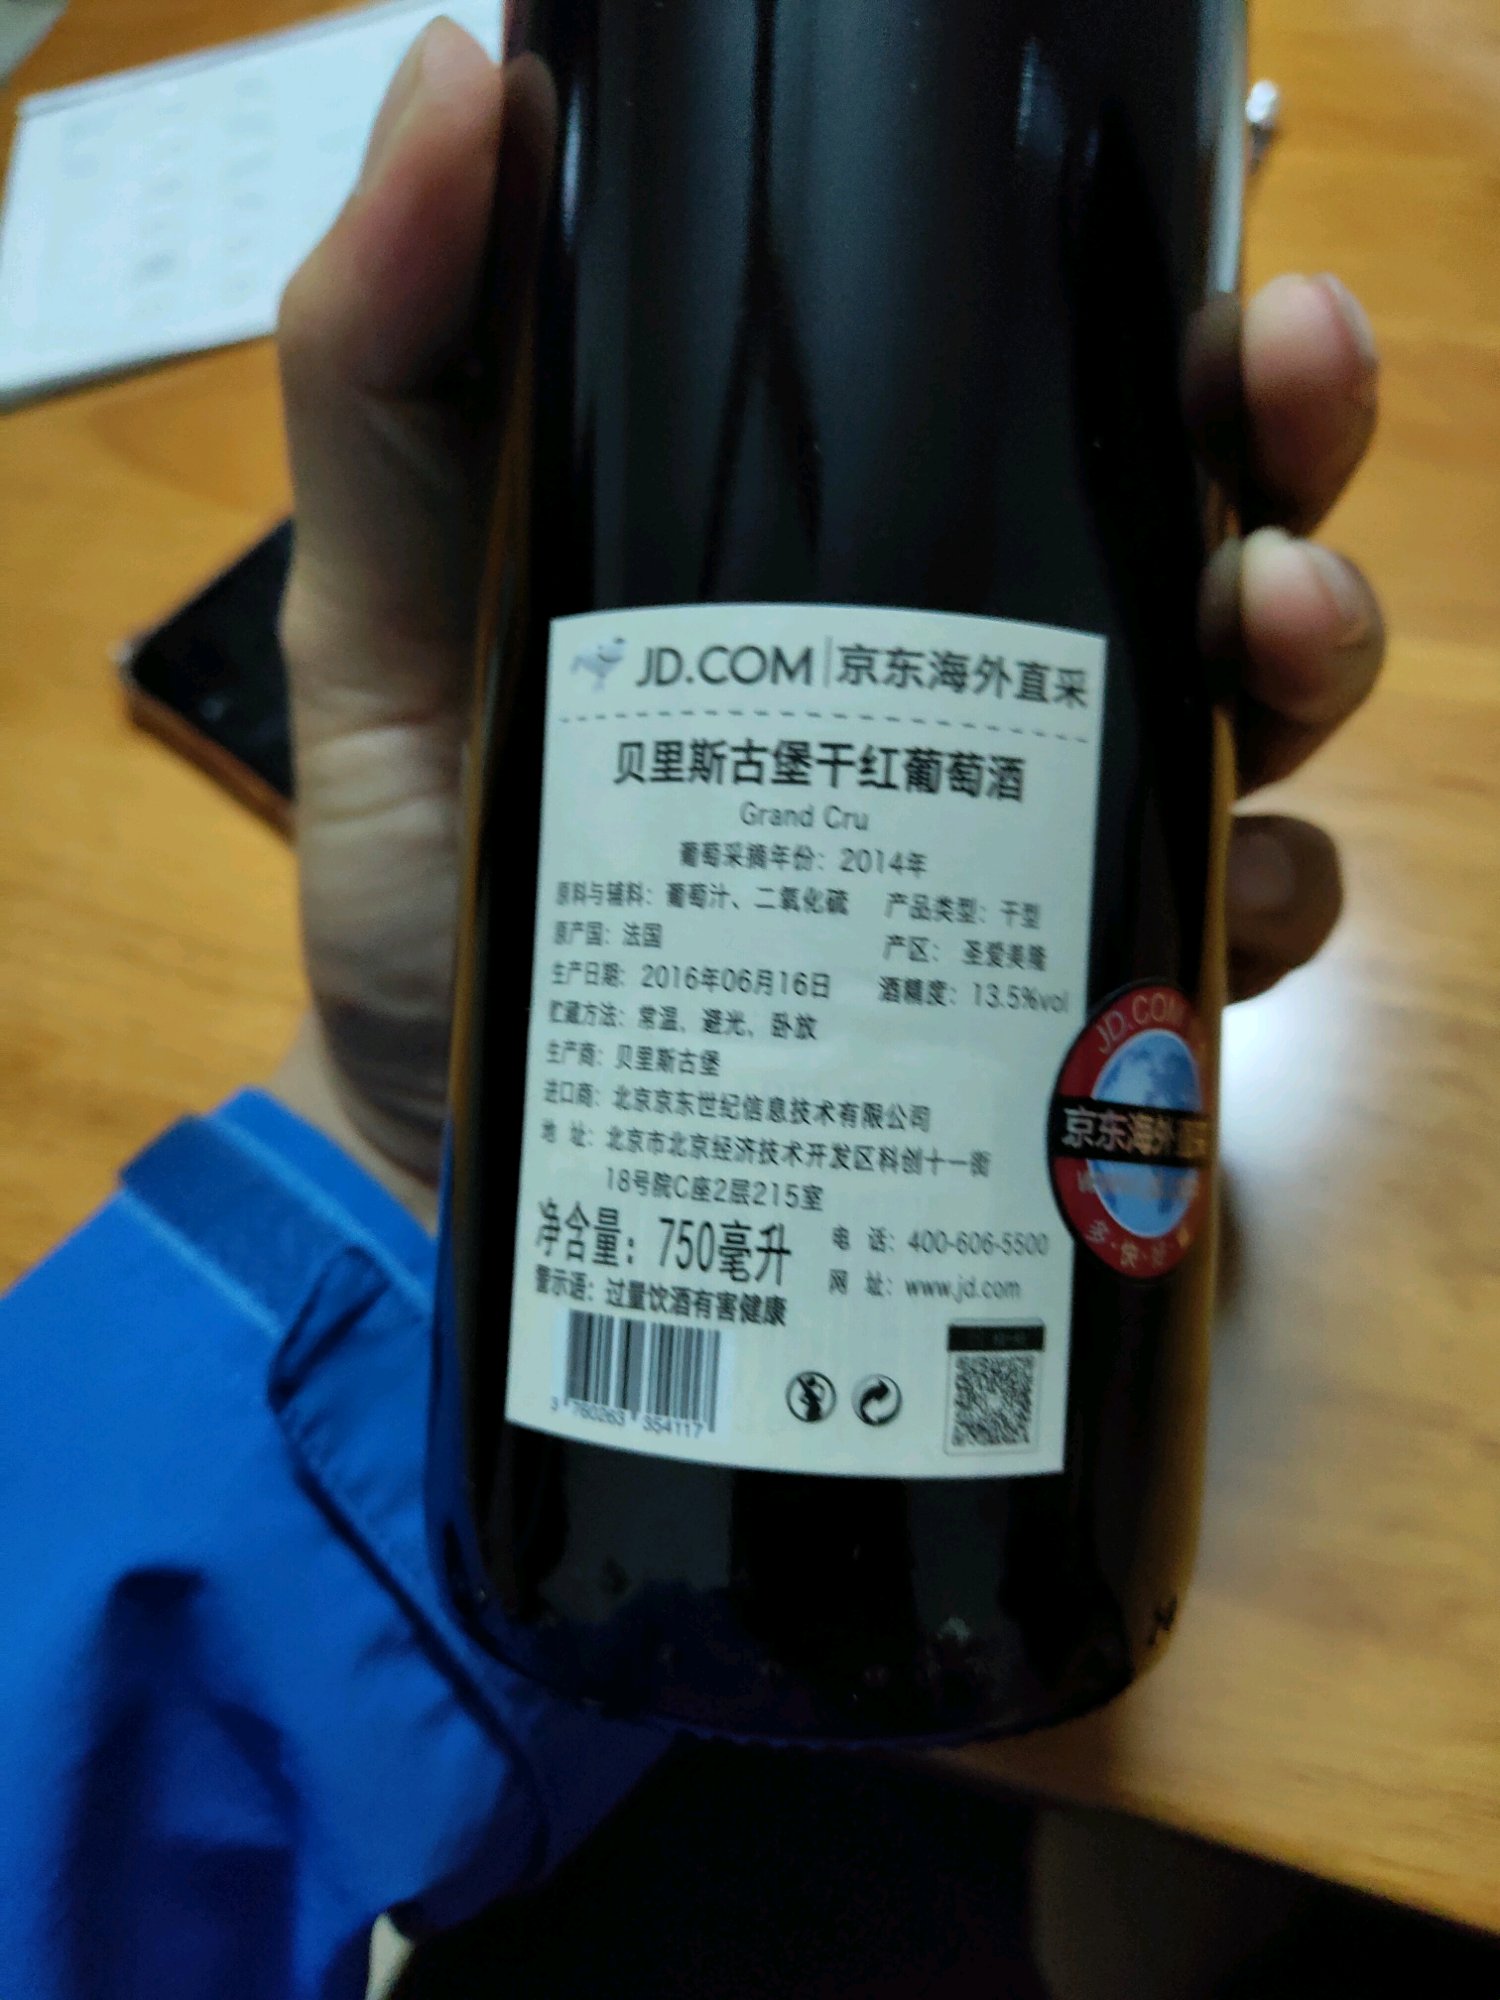 JD.COM|京东海外直采
贝里斯古堡干红葡萄酒
Grand Cru
葡萄采摘年份：2014年
原料与辅料：葡萄汁、二氧化硫 产品类型：干型
原产国：法国 产区：圣爱美隆
生产日期：2016年06月16日 酒精度：13.5%vol
贮藏方法：常温、避光、卧放
生产商：贝里斯古堡
进口商：北京京东世纪信息技术有限公司
地 址：北京市北京经济技术开发区科创十一街
18号院C座2层215室
净含量：750毫升 电 话：400-606-5500
警示语：过量饮酒有害健康 网 址：www.jd.com
3 760263 354117
JD.COM
京东海外直采
多·快·好